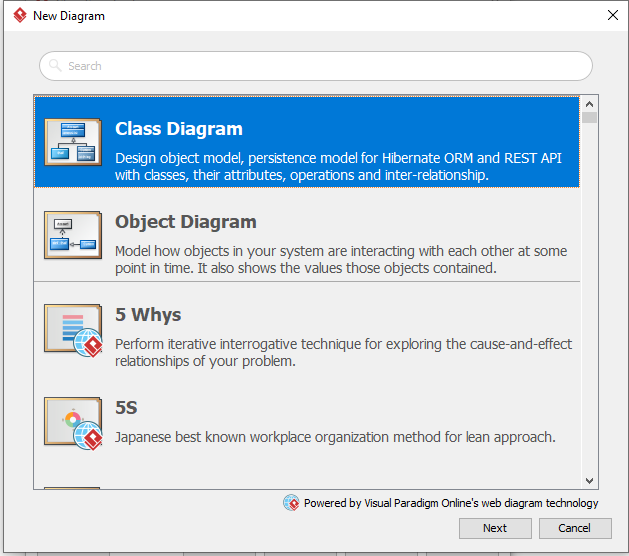 New Diagram
Search
Class Diagram
Design object model, persistence model for Hibernate ORM and REST API
with classes, their attributes, operations and inter-relationship.
Object Diagram
Model how objects in your system are interacting with each other at some
point in time. It also shows the values those objects contained.
5 Whys
Perform iterative interrogative technique for exploring the cause-and-effect
relationships of your problem.
5S
Japanese best known workplace organization method for lean approach.
Powered by Visual Paradigm Online's web diagram technology
Next
Cancel